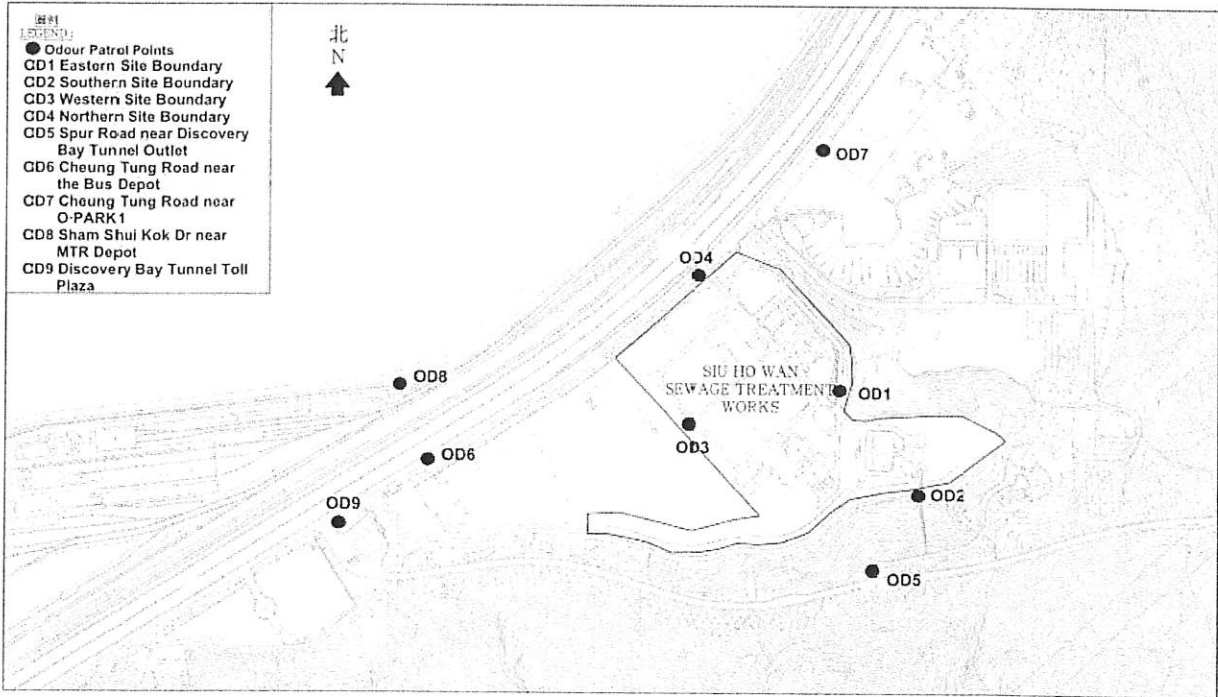 圖例
LEGEND:
Odour Patrol Points
CD1 Eastern Site Boundary
CD2 Southern Site Boundary
CD3 Western Site Boundary
CD4 Northern Site Boundary
CD5 Spur Road near Discovery
Bay Tunnel Outlet
CD6 Cheung Tung Road near
the Bus Depot
CD7 Cheung Tung Road near
O-PARK1
CD8 Sham Shui Kok Dr near
MTR Depot
CD9 Discovery Bay Tunnel Toll
Plaza
北
N
OD7
OD4
OD8
SIU HO WAN
SEWAGE TREATMENT
WORKS
OD1
OD3
OD6
OD2
OD9
OD5